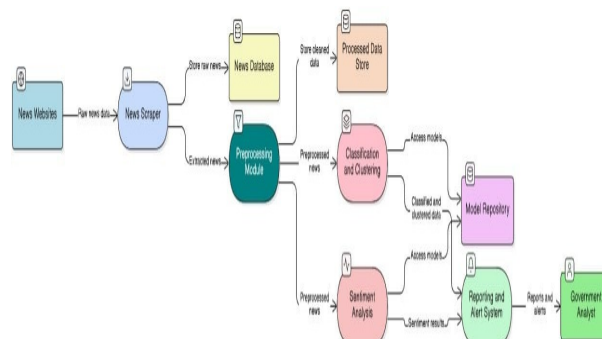 News Websites
Raw news data
News Scraper
Store raw news
News Database
Extracted news
Preprocessing
Module
Store cleaned
data
Processed Data
Store
Preprocessed
news
Classification
and Clustering
Access models
Classified and
clustered data
Model Repository
Access models
Preprocessed
news
Sentiment
Analysis
Sentiment results
Reporting and
Alert System
Reports and
alerts
Government
Analyst